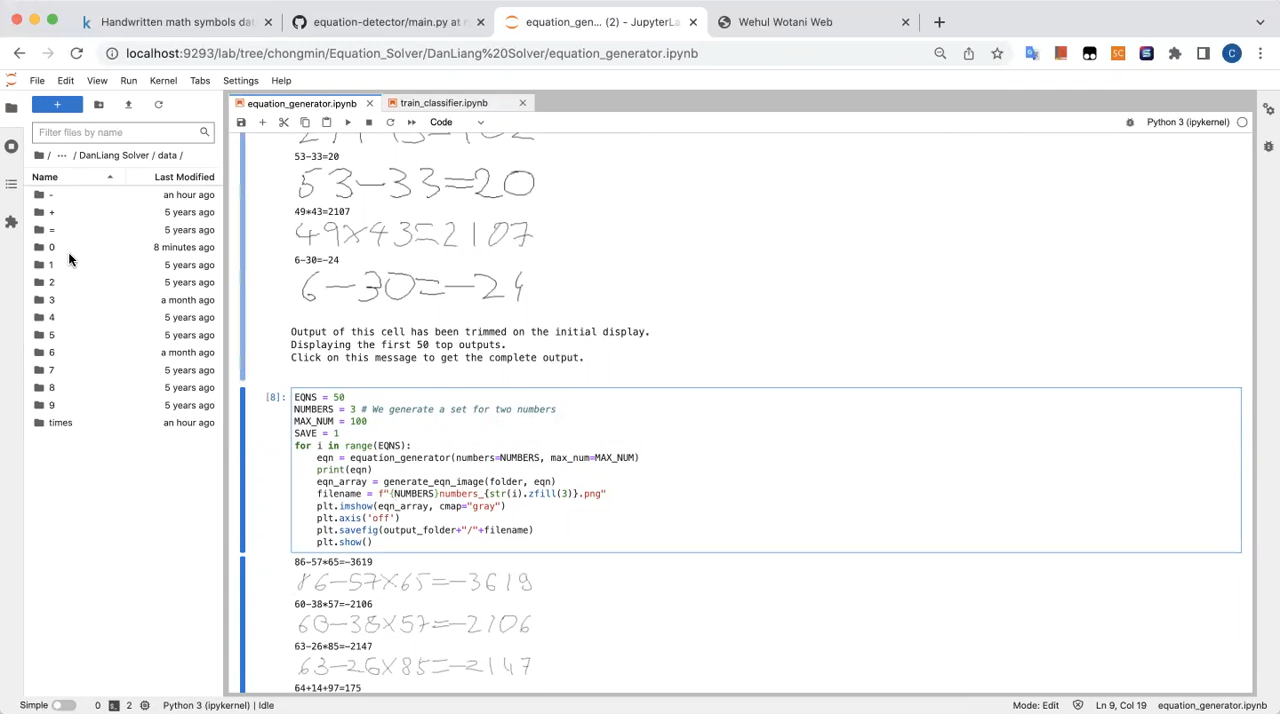 Handwritten math symbols dat
equation-detector/main.py at m
equation_gen... (2) - JupyterLa
Wehul Wotani Web
localhost:9293/lab/tree/chongmin/Equation_Solver/DanLiang%20Solver/equation_generator.ipynb
File Edit View Run Kernel Tabs Settings Help
equation_generator.ipynb
train_classifier.ipynb
Code
Python 3 (ipykernel)
Filter files by name
/ ... / DanLiang Solver / data /
Name Last Modified
- an hour ago
+ 5 years ago
= 5 years ago
0 8 minutes ago
1 5 years ago
2 5 years ago
3 a month ago
4 5 years ago
5 5 years ago
6 a month ago
7 5 years ago
8 5 years ago
9 5 years ago
times an hour ago
53-33=20
53-33=20
49*43=2107
49×43=2107
6-30=-24
6-30=-24
Output of this cell has been trimmed on the initial display.
Displaying the first 50 top outputs.
Click on this message to get the complete output.
[8]:
EQNS = 50
NUMBERS = 3 # We generate a set for two numbers
MAX_NUM = 100
SAVE = 1
for i in range(EQNS):
eqn = equation_generator(numbers=NUMBERS, max_num=MAX_NUM)
print(eqn)
eqn_array = generate_eqn_image(folder, eqn)
filename = f"{NUMBERS}numbers_{str(i).zfill(3)}.png"
plt.imshow(eqn_array, cmap="gray")
plt.axis('off')
plt.savefig(output_folder+"/"+filename)
plt.show()
86-57*65=-3619
86-57×65=-3619
60-38*57=-2106
60-38×57=-2106
63-26*85=-2147
63-26×85=-2147
64+14+97=175
Simple 0 2 Python 3 (ipykernel) | Idle
Mode: Edit Ln 9, Col 19 equation_generator.ipynb